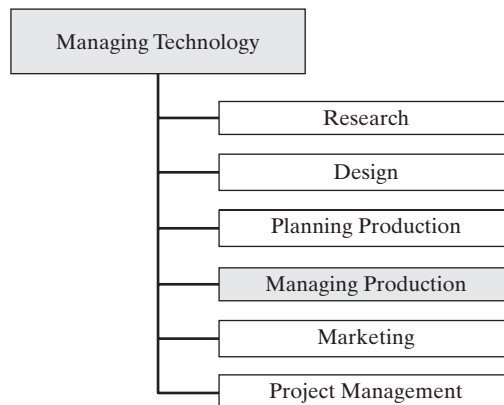 Managing Technology
Research
Design
Planning Production
Managing Production
Marketing
Project Management